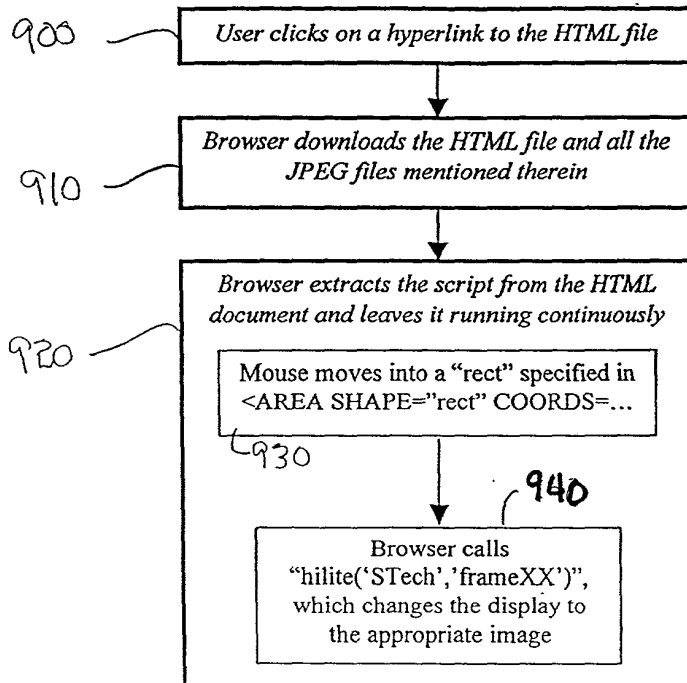 900
User clicks on a hyperlink to the HTML file
Browser downloads the HTML file and all the
JPEG files mentioned therein
910
Browser extracts the script from the HTML
document and leaves it running continuously
920
Mouse moves into a "rect" specified in
<AREA SHAPE="rect" COORDS=...
930
940
Browser calls
"hilite('STech','frameXX')",
which changes the display to
the appropriate image